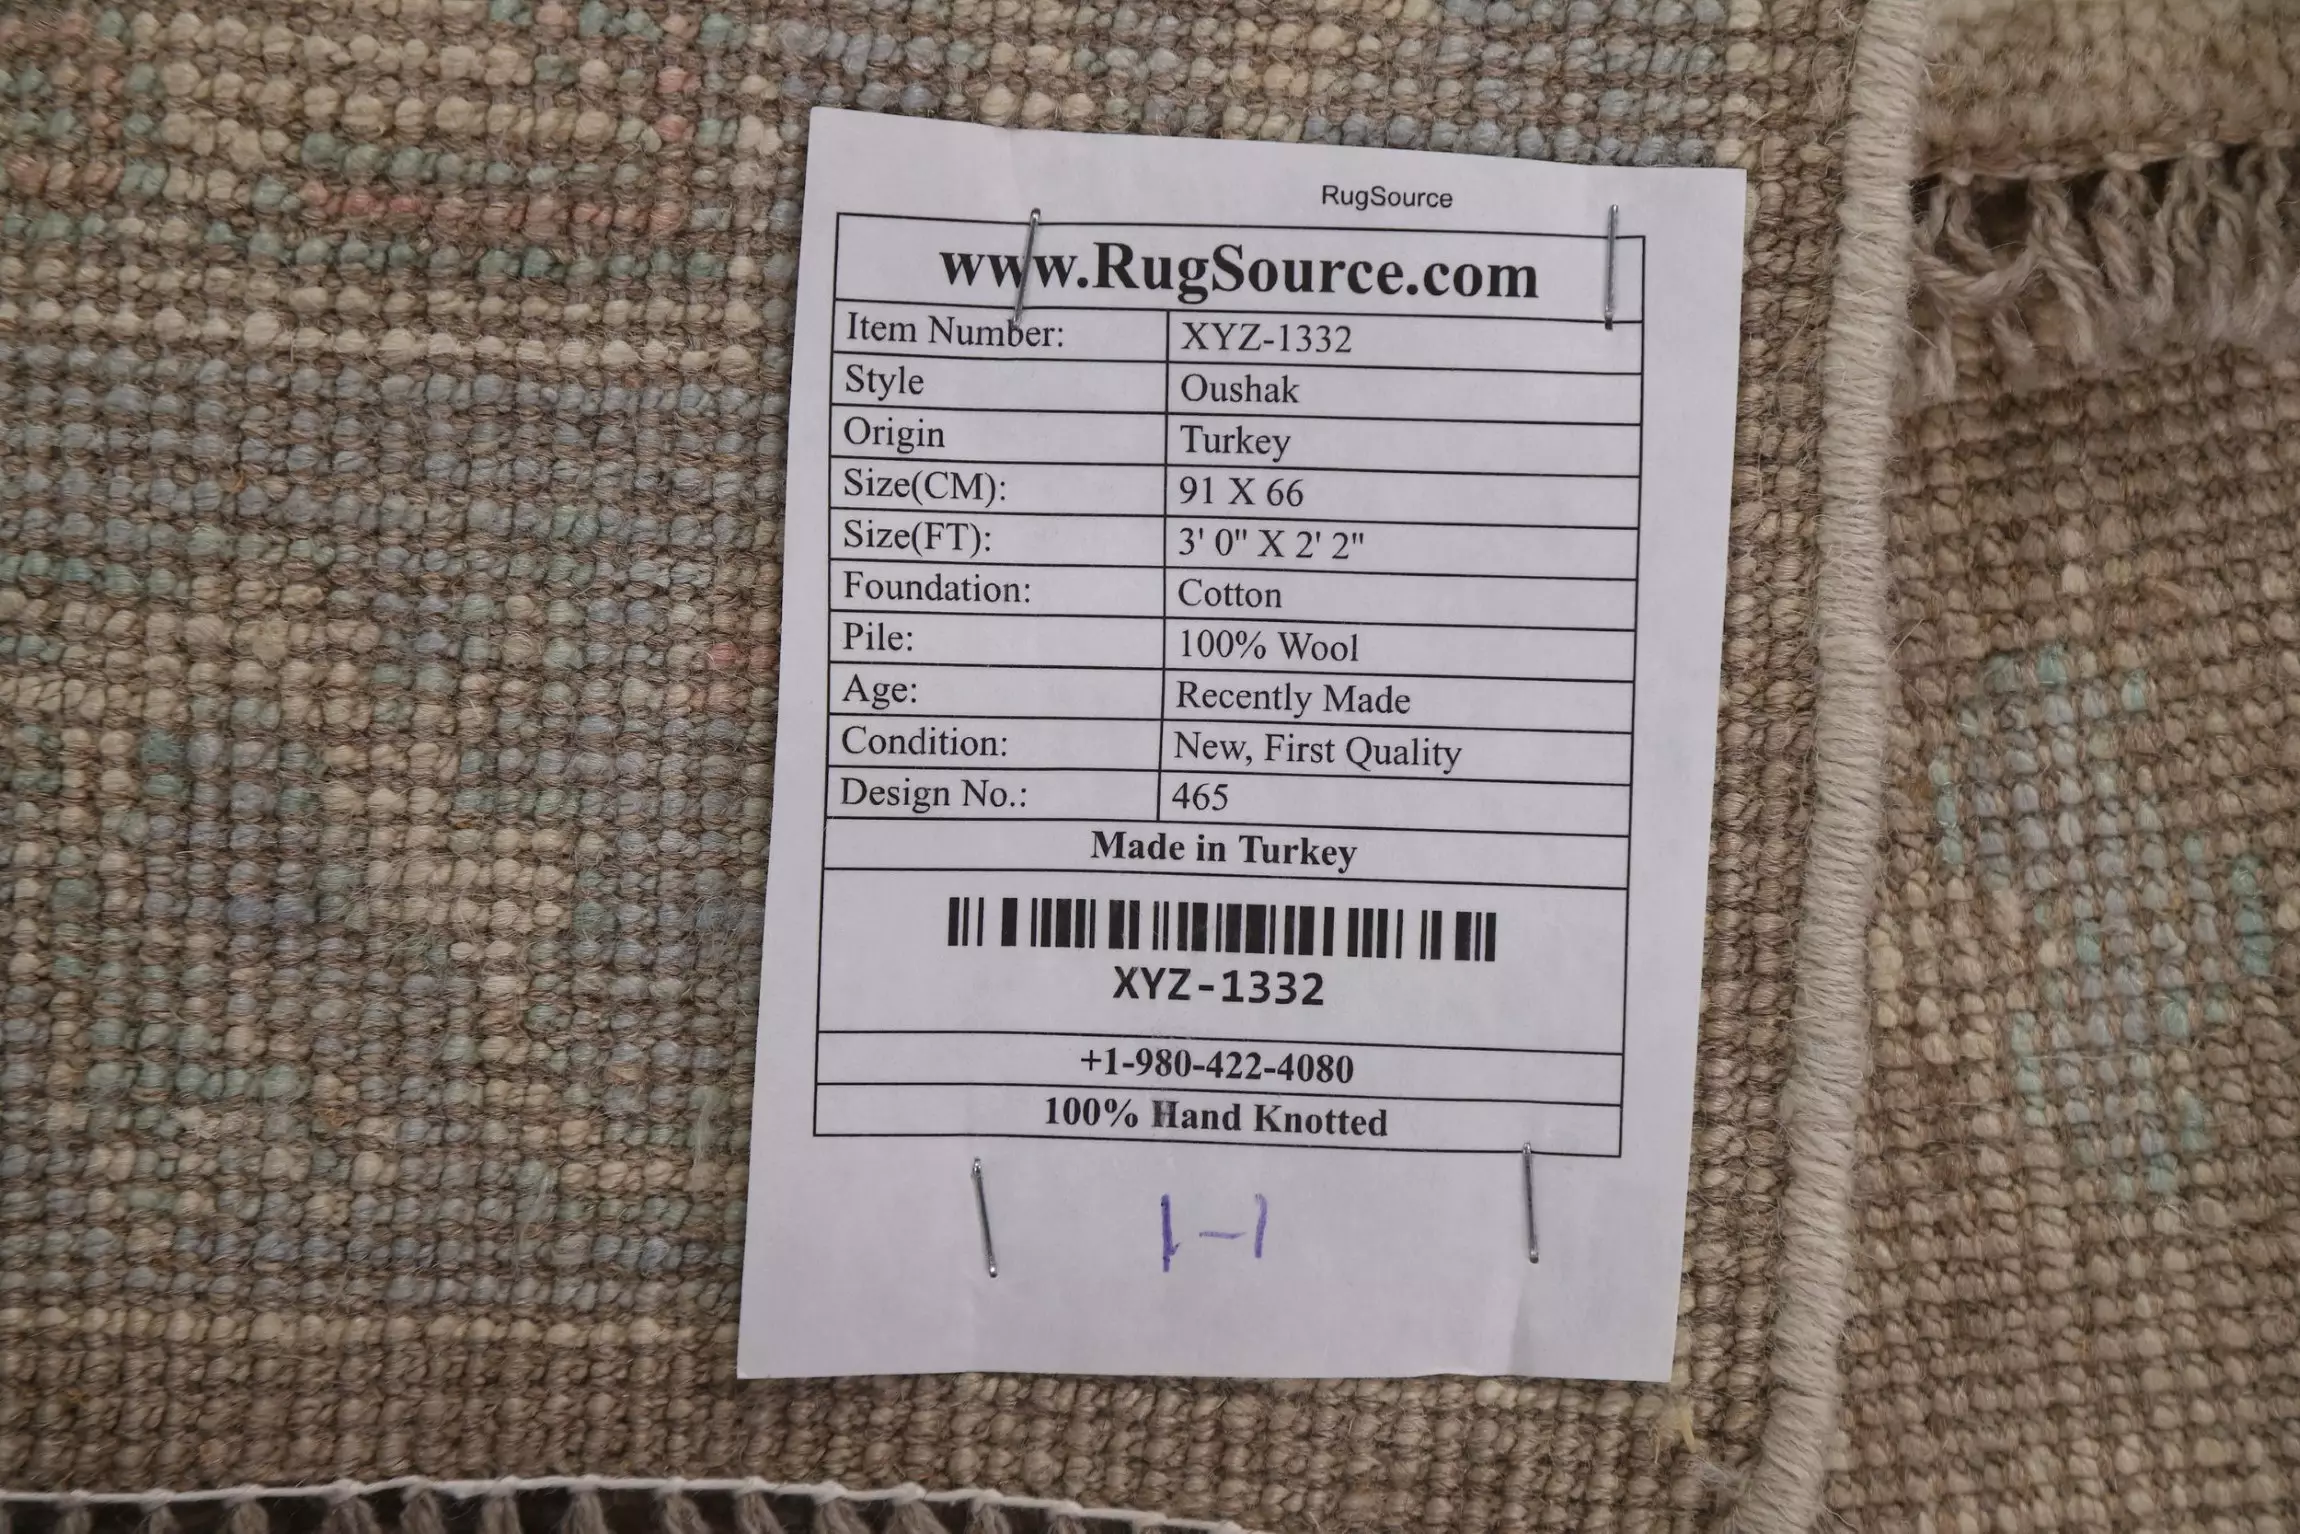 RugSource
www.RugSource.com
Item Number: XYZ-1332
Style Oushak
Origin Turkey
Size(CM): 91 X 66
Size(FT): 3' 0" X 2' 2"
Foundation: Cotton
Pile: 100% Wool
Age: Recently Made
Condition: New, First Quality
Design No.: 465
Made in Turkey
XYZ-1332
+1-980-422-4080
100% Hand Knotted
1-1